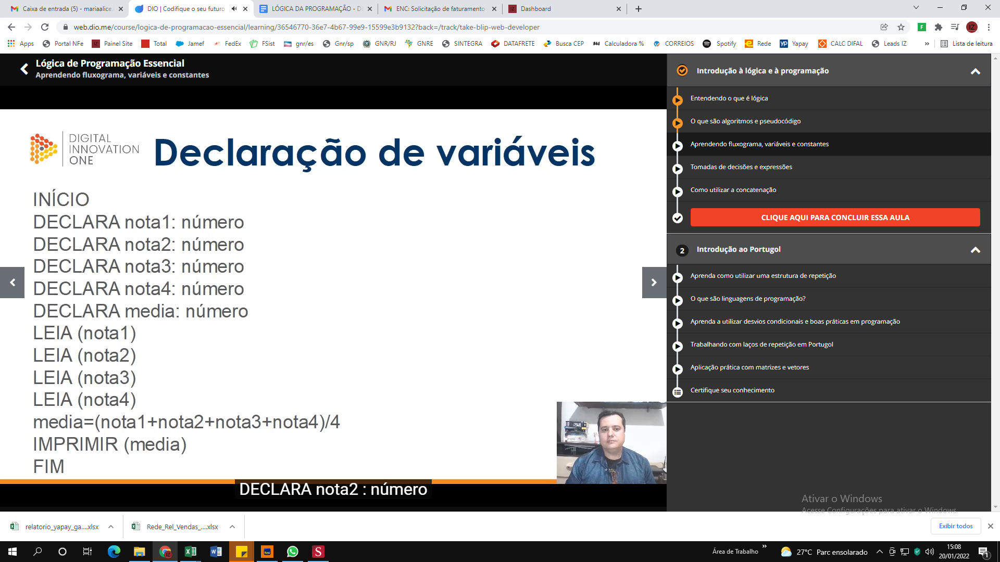 Caixa de entrada (5) - mariaalice.
DIO | Codifique o seu futuro
LÓGICA DA PROGRAMAÇÃO - D
ENC: Solicitação de faturamento
Dashboard
web.dio.me/course/logica-de-programacao-essencial/learning/36546770-36e7-4b67-99e9-15599e3b9132?back=/track/take-blip-web-developer
Apps
Portal NFe
Painel Site
Total
Jamef
FedEx
FSist
gnr/es
Gnr/sp
GNR/RJ
GNRE
SINTEGRA
DATAFRETE
Busca CEP
Calculadora %
CORREIOS
Spotify
Rede
Yapay
CALC DIFAL
Leads IZ
»
Lista de leitura
Lógica de Programação Essencial
Aprendendo fluxograma, variáveis e constantes
DIGITAL
INNOVATION
ONE
Declaração de variáveis
INÍCIO
DECLARA nota1: número
DECLARA nota2: número
DECLARA nota3: número
DECLARA nota4: número
DECLARA media: número
LEIA (nota1)
LEIA (nota2)
LEIA (nota3)
LEIA (nota4)
media=(nota1+nota2+nota3+nota4)/4
IMPRIMIR (media)
FIM
DECLARA nota2 : número
Introdução à lógica e à programação
Entendendo o que é lógica
O que são algoritmos e pseudocódigo
Aprendendo fluxograma, variáveis e constantes
Tomadas de decisões e expressões
Como utilizar a concatenação
CLIQUE AQUI PARA CONCLUIR ESSA AULA
2 Introdução ao Portugol
Aprenda como utilizar uma estrutura de repetição
O que são linguagens de programação?
Aprenda a utilizar desvios condicionais e boas práticas em programação
Trabalhando com laços de repetição em Portugol
Aplicação prática com matrizes e vetores
Certifique seu conhecimento
Ativar o Windows
Acesse Configurações para ativar o Windows.
relatorio_yapay_ga....xlsx
Rede_Rel_Vendas_....xlsx
Exibir todos
Área de Trabalho
»
27°C Parc ensolarado
15:08
20/01/2022
1